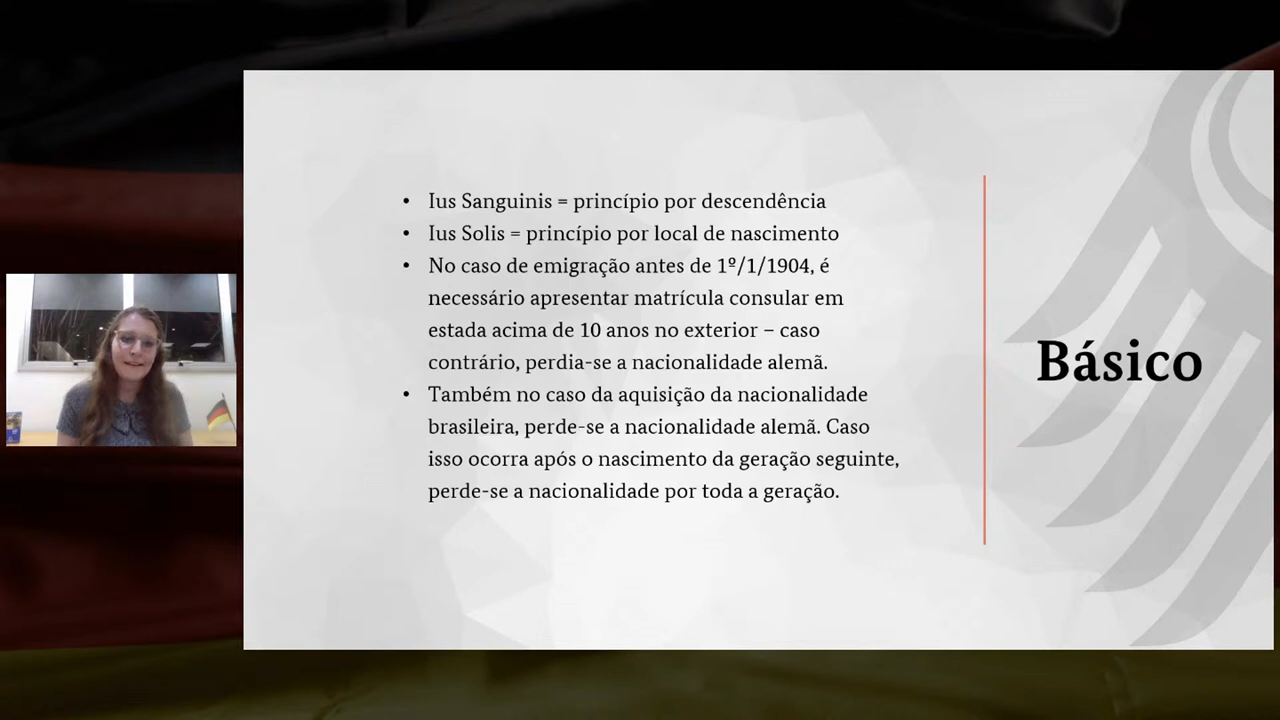 • Ius Sanguinis = princípio por descendência
• Ius Solis = princípio por local de nascimento
• No caso de emigração antes de 1º/1/1904, é
necessário apresentar matrícula consular em
estada acima de 10 anos no exterior – caso
contrário, perdia-se a nacionalidade alemã.
• Também no caso da aquisição da nacionalidade
brasileira, perde-se a nacionalidade alemã. Caso
isso ocorra após o nascimento da geração seguinte,
perde-se a nacionalidade por toda a geração.
Básico